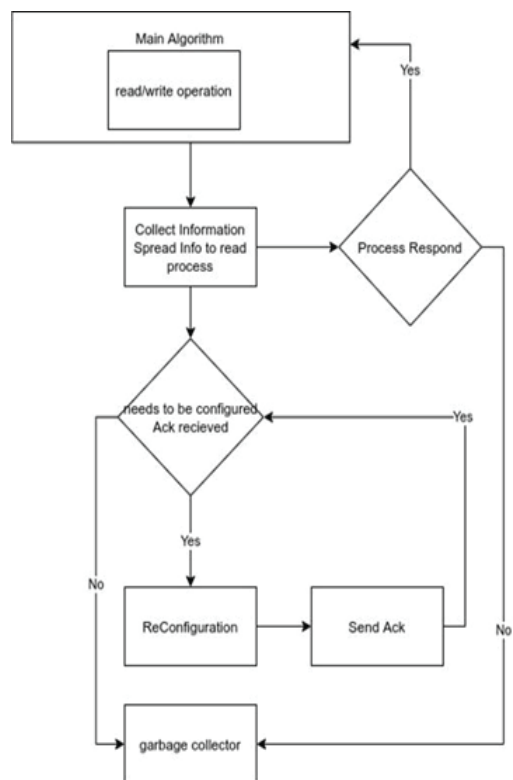 Main Algorithm
Yes
read/write operation
Collect Information
Spread Info to read
process
Process Respond
needs to be configured
Ack recieved
Yes
Yes
No
ReConfiguration
Send Ack
No
garbage collector